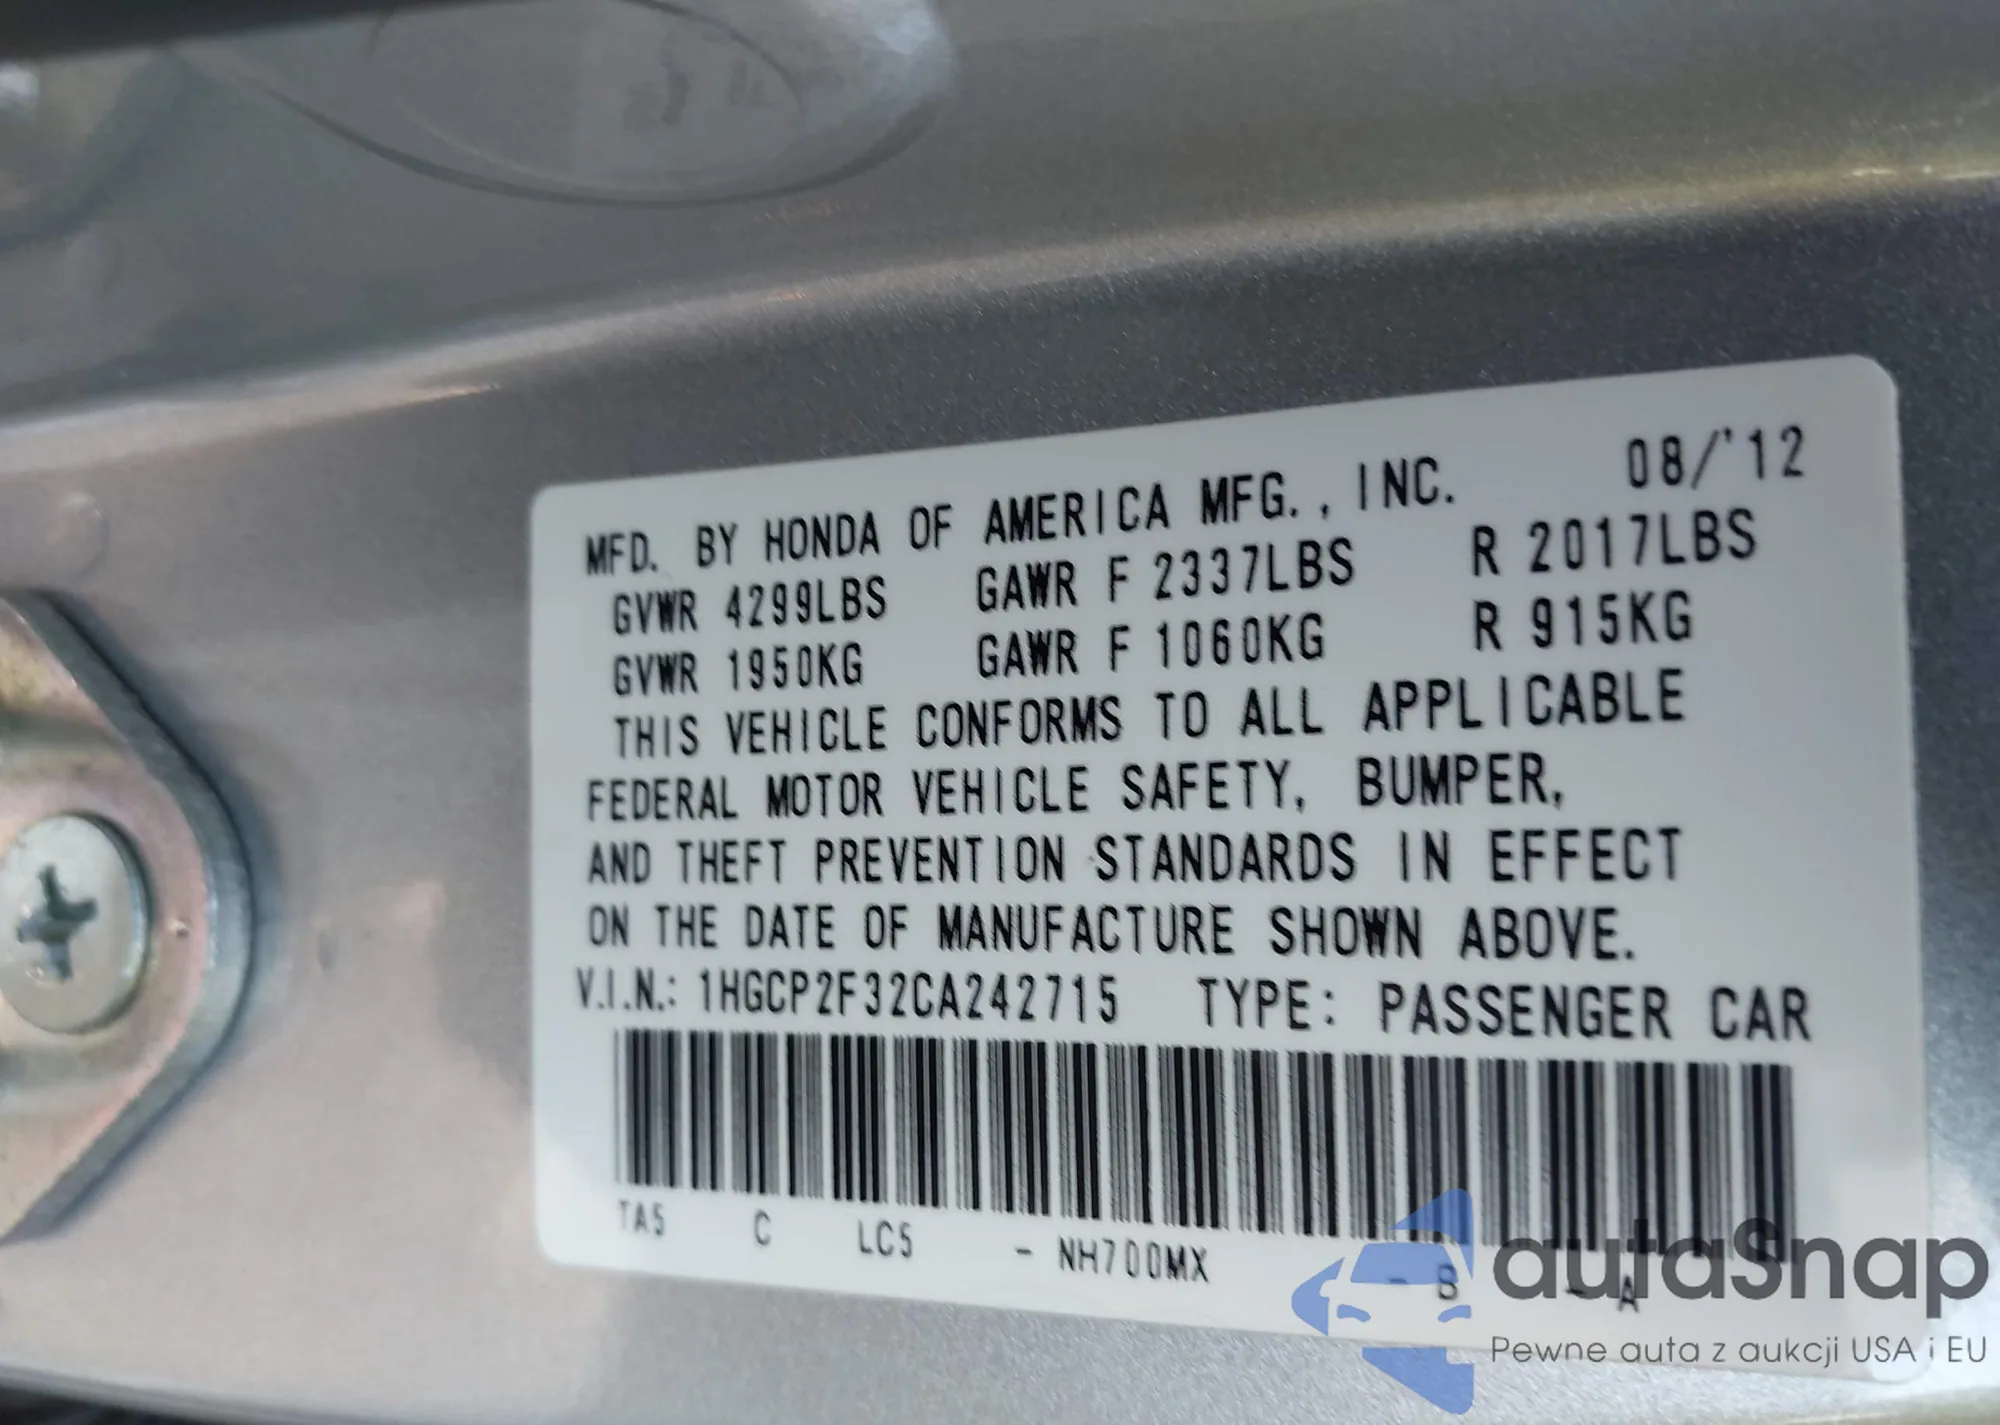 MFD. BY HONDA OF AMERICA MFG., INC. 08/'12
GVWR 4299LBS GAWR F 2337LBS R 2017LBS
GVWR 1950KG GAWR F 1060KG R 915KG
THIS VEHICLE CONFORMS TO ALL APPLICABLE
FEDERAL MOTOR VEHICLE SAFETY, BUMPER,
AND THEFT PREVENTION STANDARDS IN EFFECT
ON THE DATE OF MANUFACTURE SHOWN ABOVE.
V.I.N.: 1HGCP2F32CA242715 TYPE: PASSENGER CAR
TA5 C LC5 - NH700MX - B - A
autaSnap
Pewne auta z aukcji USA i EU